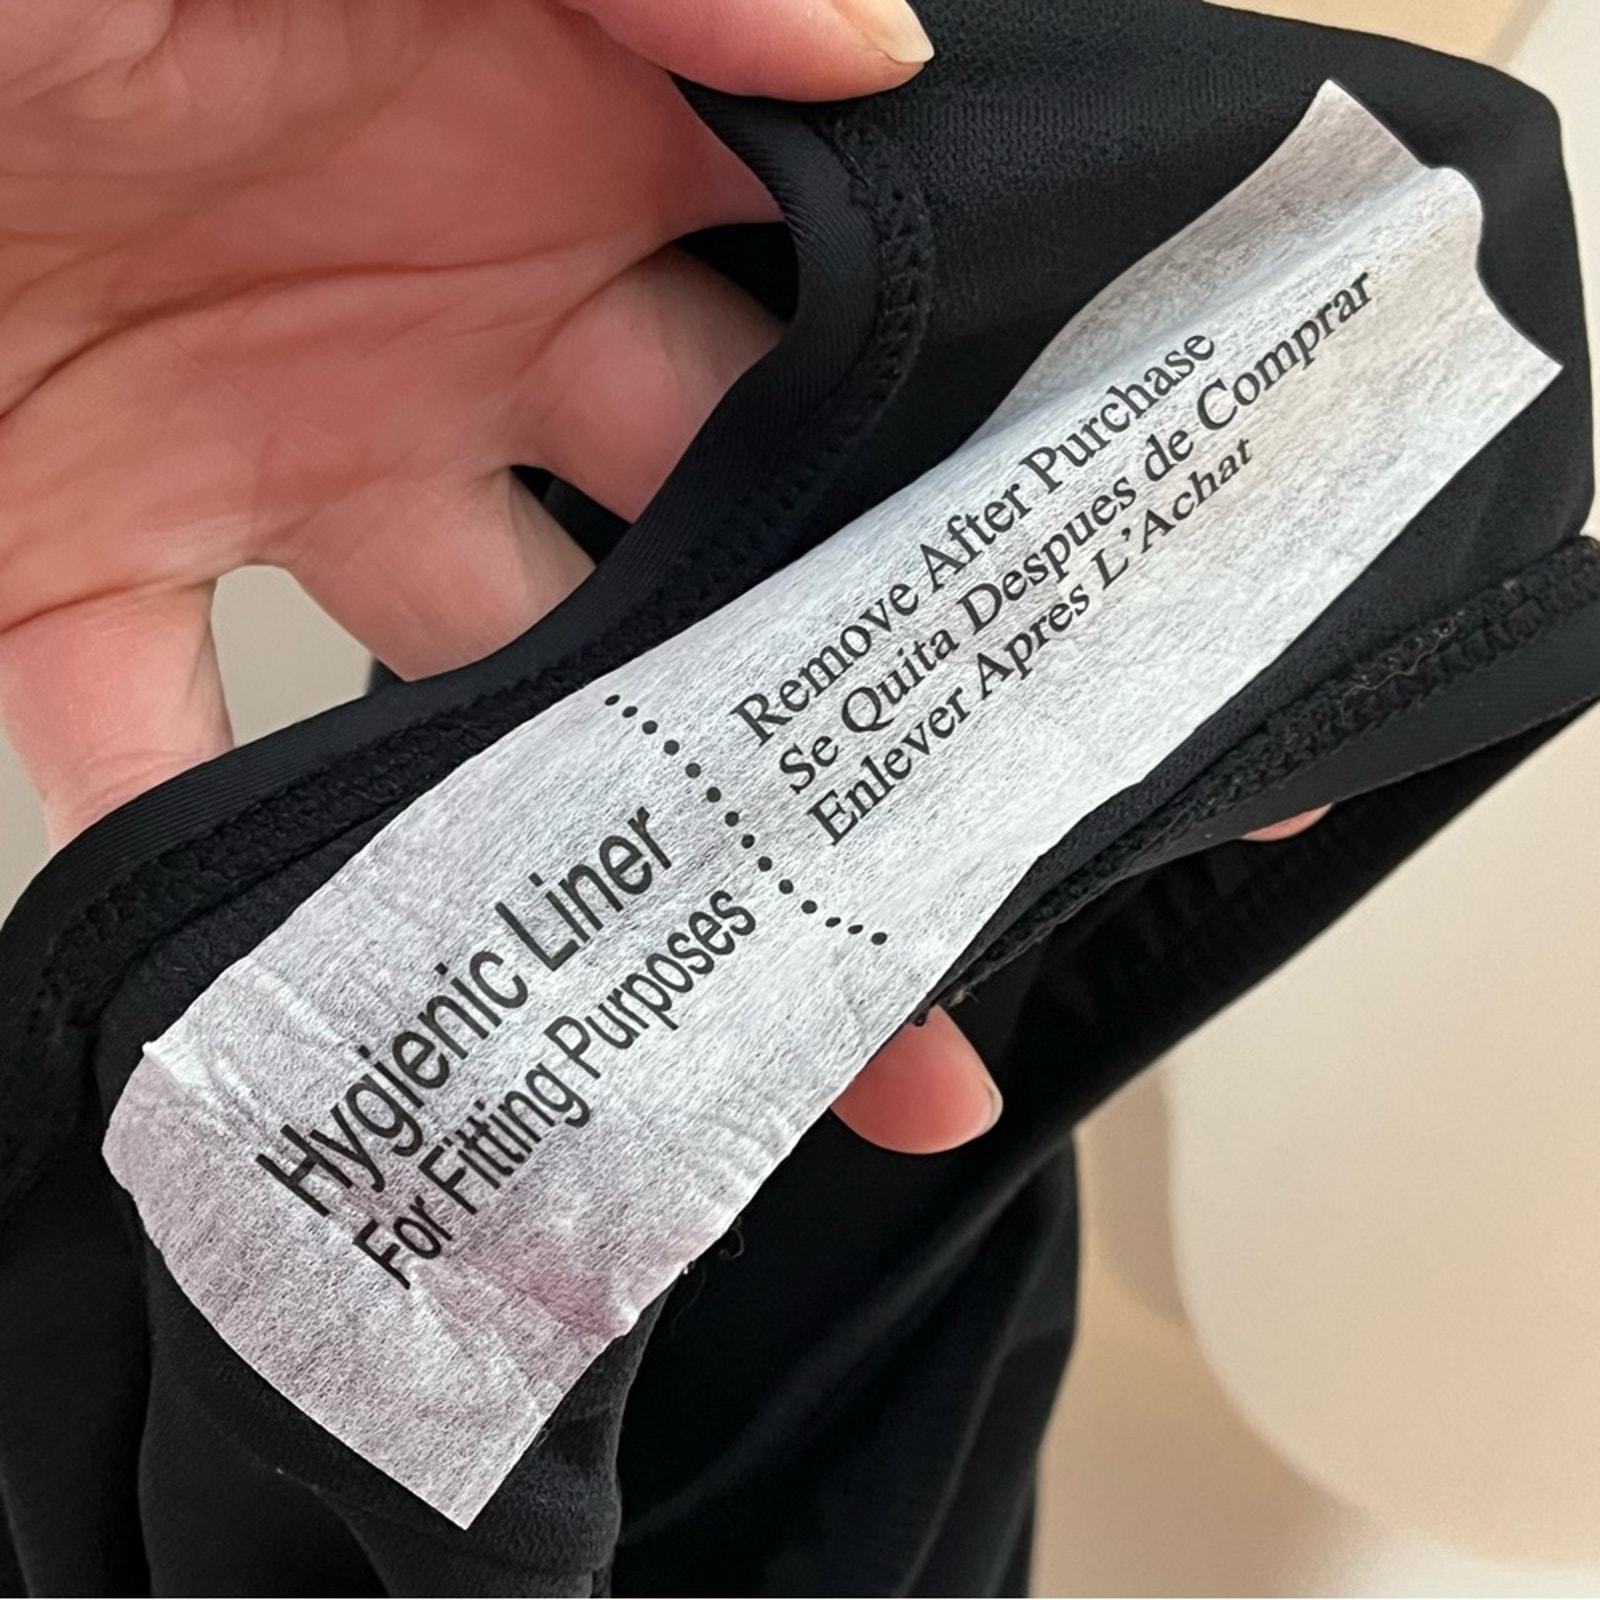 Hygienic Liner
For Fitting Purposes
Remove After Purchase
Se Quita Despues de Comprar
Enlever Apres L'Achat